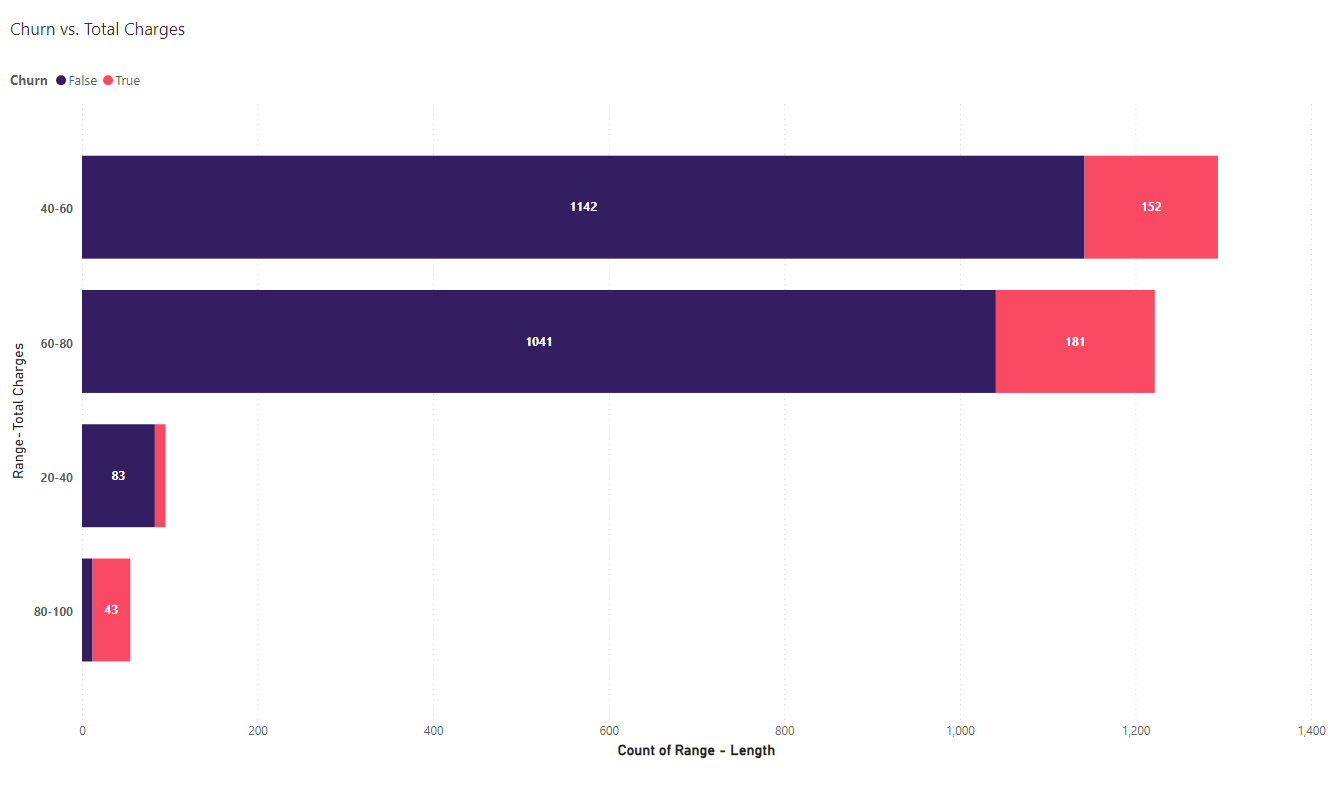 Churn vs. Total Charges
Churn False True
Range-Total Charges
40-60 1142 152
60-80 1041 181
20-40 83
80-100 43
0 200 400 600 800 1,000 1,200 1,400
Count of Range - Length